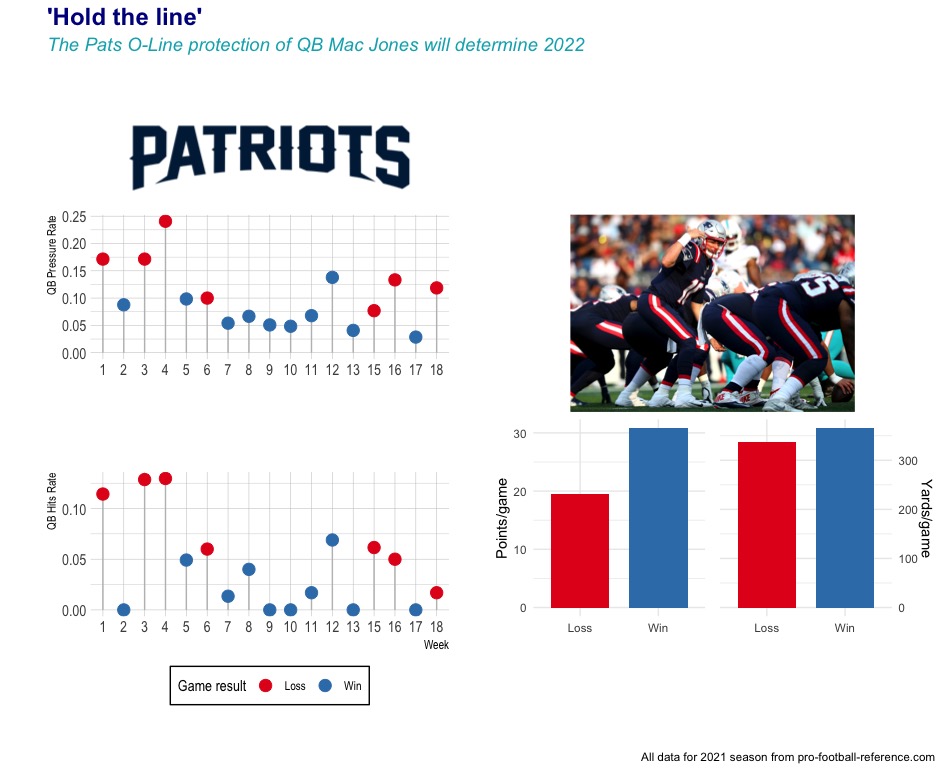 'Hold the line'
The Pats O-Line protection of QB Mac Jones will determine 2022
PATRIOTS
QB Pressure Rate
0.25
0.20
0.15
0.10
0.05
0.00
1 2 3 4 5 6 7 8 9 10 11 12 13 15 16 17 18
QB Hits Rate
0.10
0.05
0.00
1 2 3 4 5 6 7 8 9 10 11 12 13 15 16 17 18
Week
Game result Loss Win
Points/game
30
20
10
0
Loss Win
Loss Win
300
200
100
0
Yards/game
All data for 2021 season from pro-football-reference.com